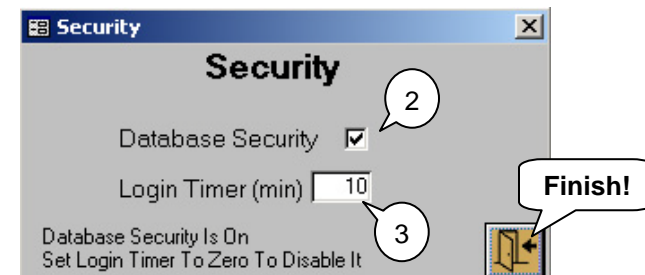 Security
Security
2
Database Security
Login Timer (min) 10
Finish!
3
Database Security Is On
Set Login Timer To Zero To Disable It